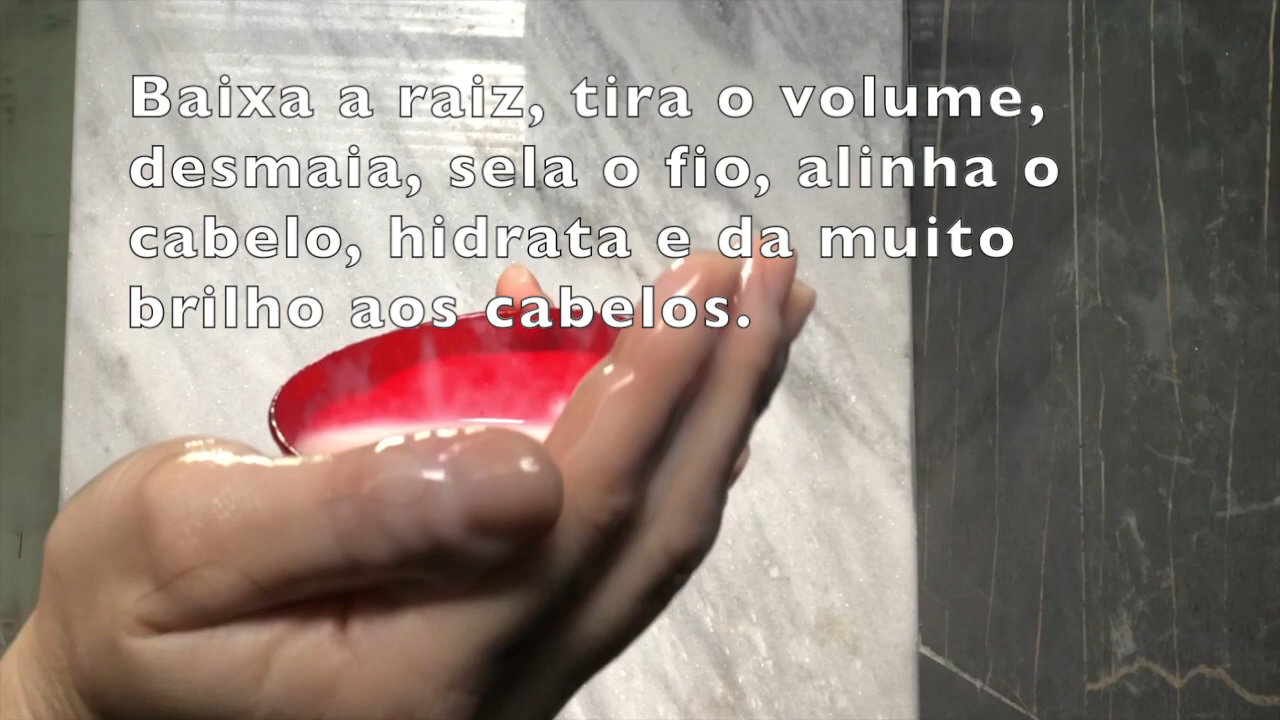 Baixa a raiz, tira o volume,
desmaia, sela o fio, alinha o
cabelo, hidrata e da muito
brilho aos cabelos.